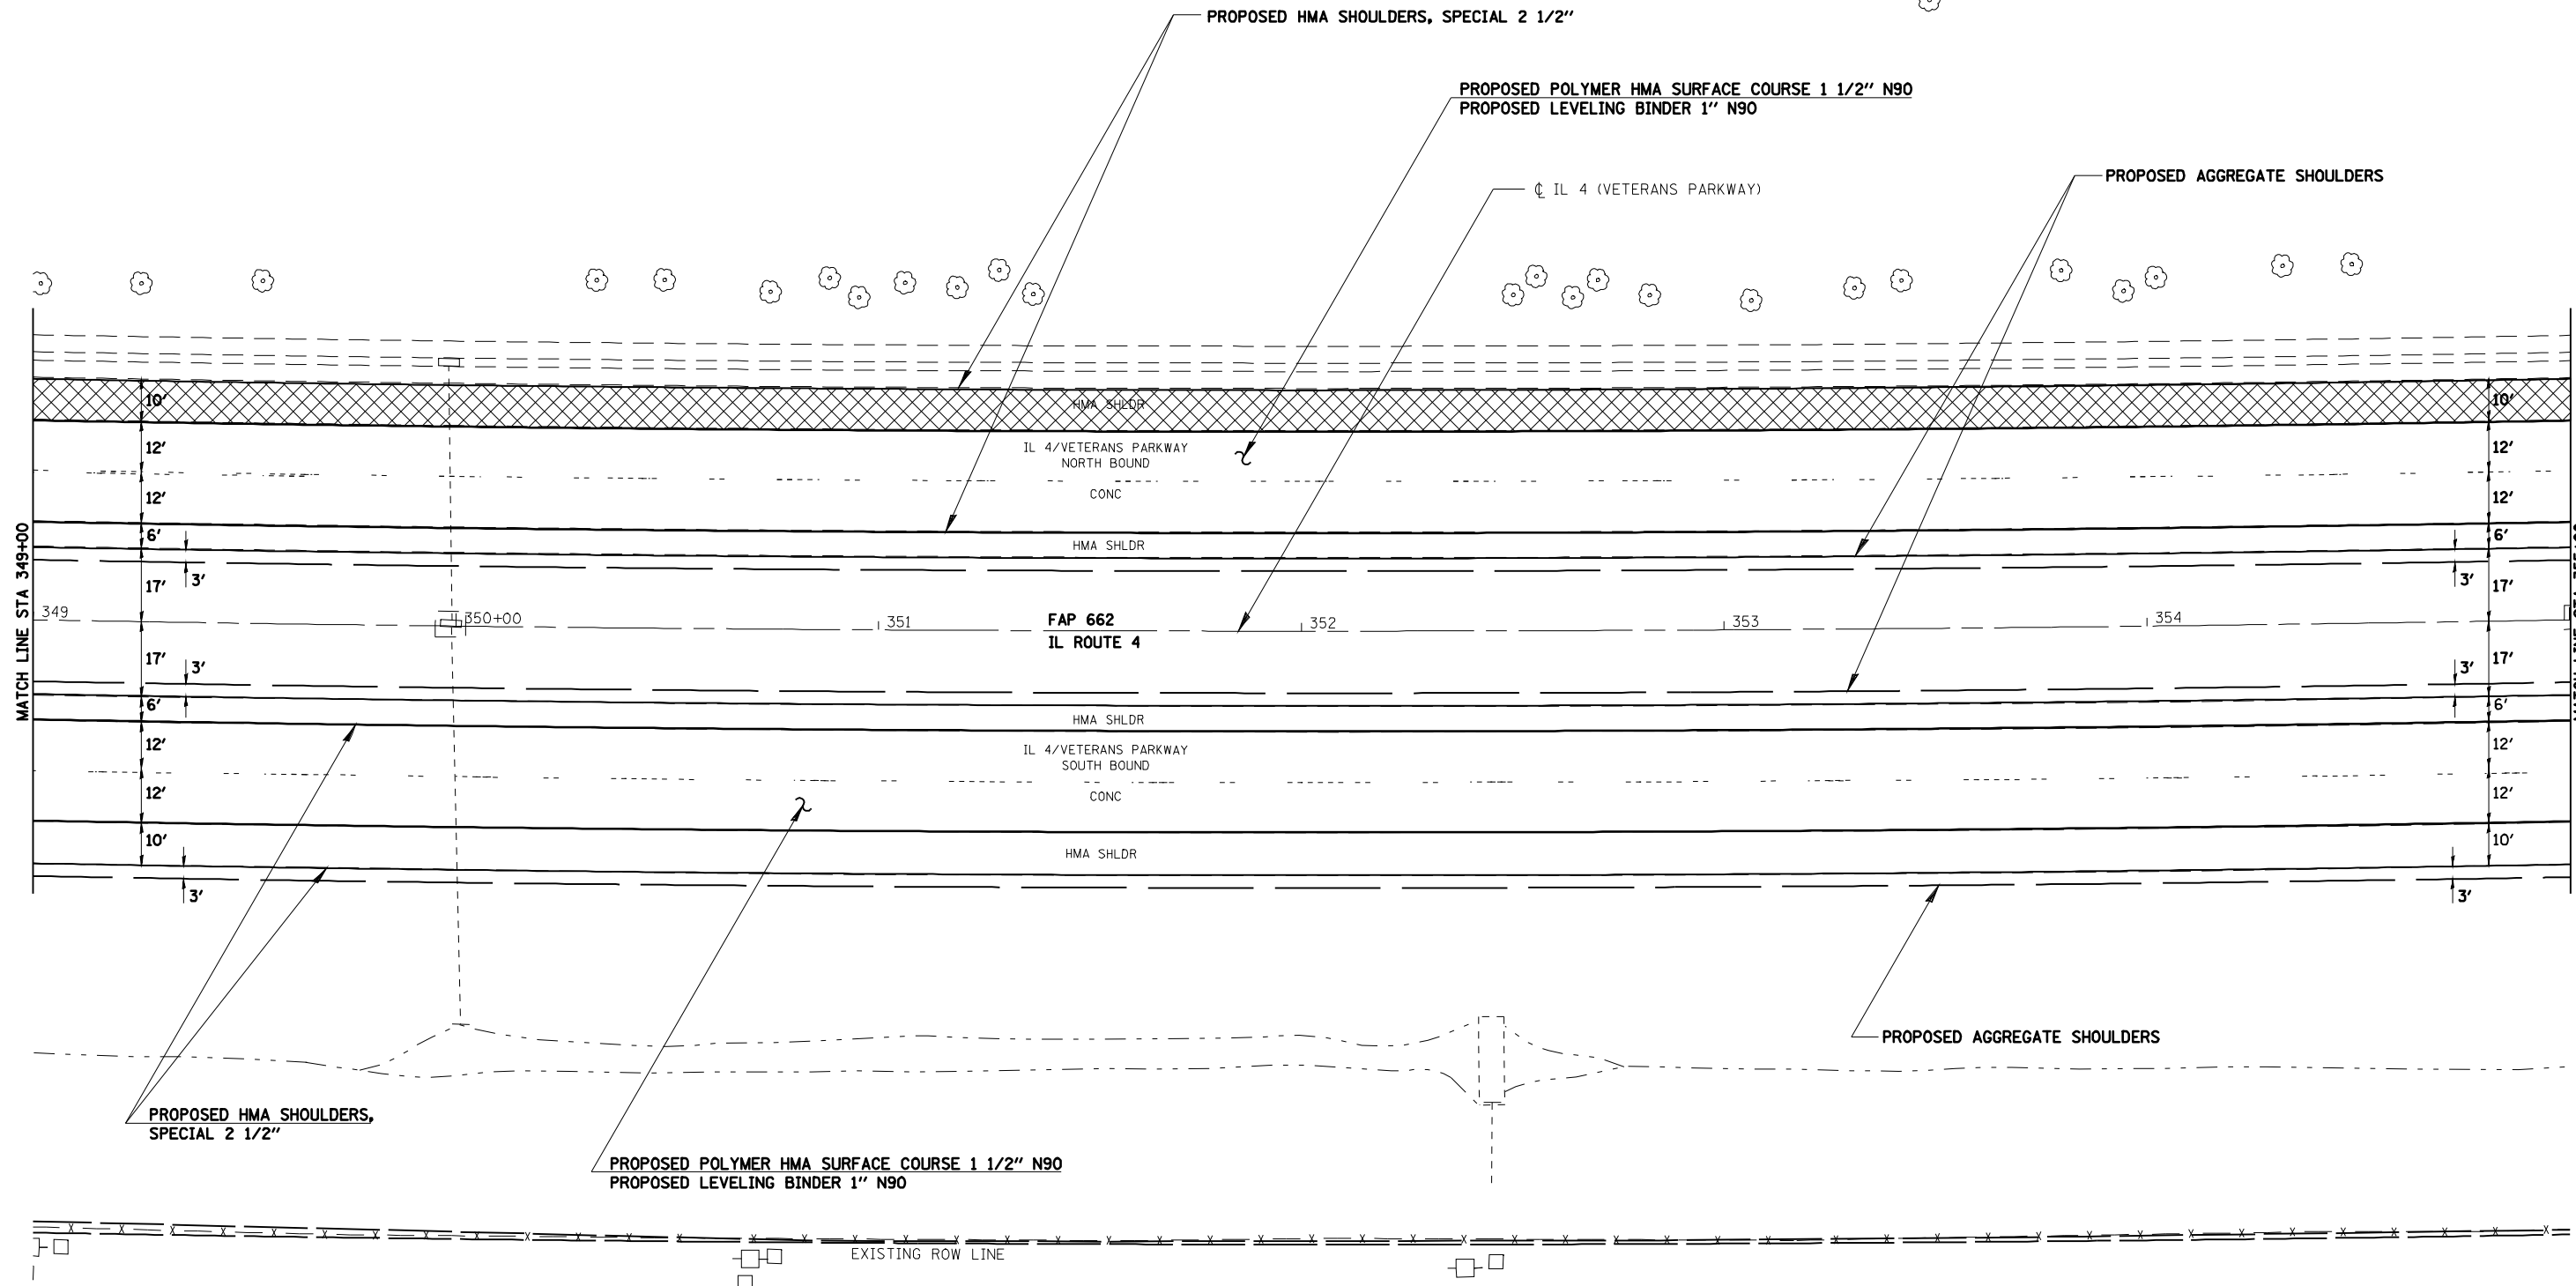 PROPOSED HMA SHOULDERS, SPECIAL 2 1/2"
PROPOSED POLYMER HMA SURFACE COURSE 1 1/2" N90
PROPOSED LEVELING BINDER 1" N90
℄ IL 4 (VETERANS PARKWAY)
PROPOSED AGGREGATE SHOULDERS
10'
HMA SHLDR
10'
12'
IL 4/VETERANS PARKWAY
NORTH BOUND
12'
12'
CONC
12'
6'
HMA SHLDR
6'
3'
17'
3'
17'
MATCH LINE STA 349+00
349
350+00
351
FAP 662
IL ROUTE 4
352
353
354
17'
3'
3'
17'
6'
HMA SHLDR
6'
12'
IL 4/VETERANS PARKWAY
SOUTH BOUND
12'
12'
CONC
12'
10'
HMA SHLDR
10'
3'
3'
PROPOSED AGGREGATE SHOULDERS
PROPOSED HMA SHOULDERS,
SPECIAL 2 1/2"
PROPOSED POLYMER HMA SURFACE COURSE 1 1/2" N90
PROPOSED LEVELING BINDER 1" N90
EXISTING ROW LINE